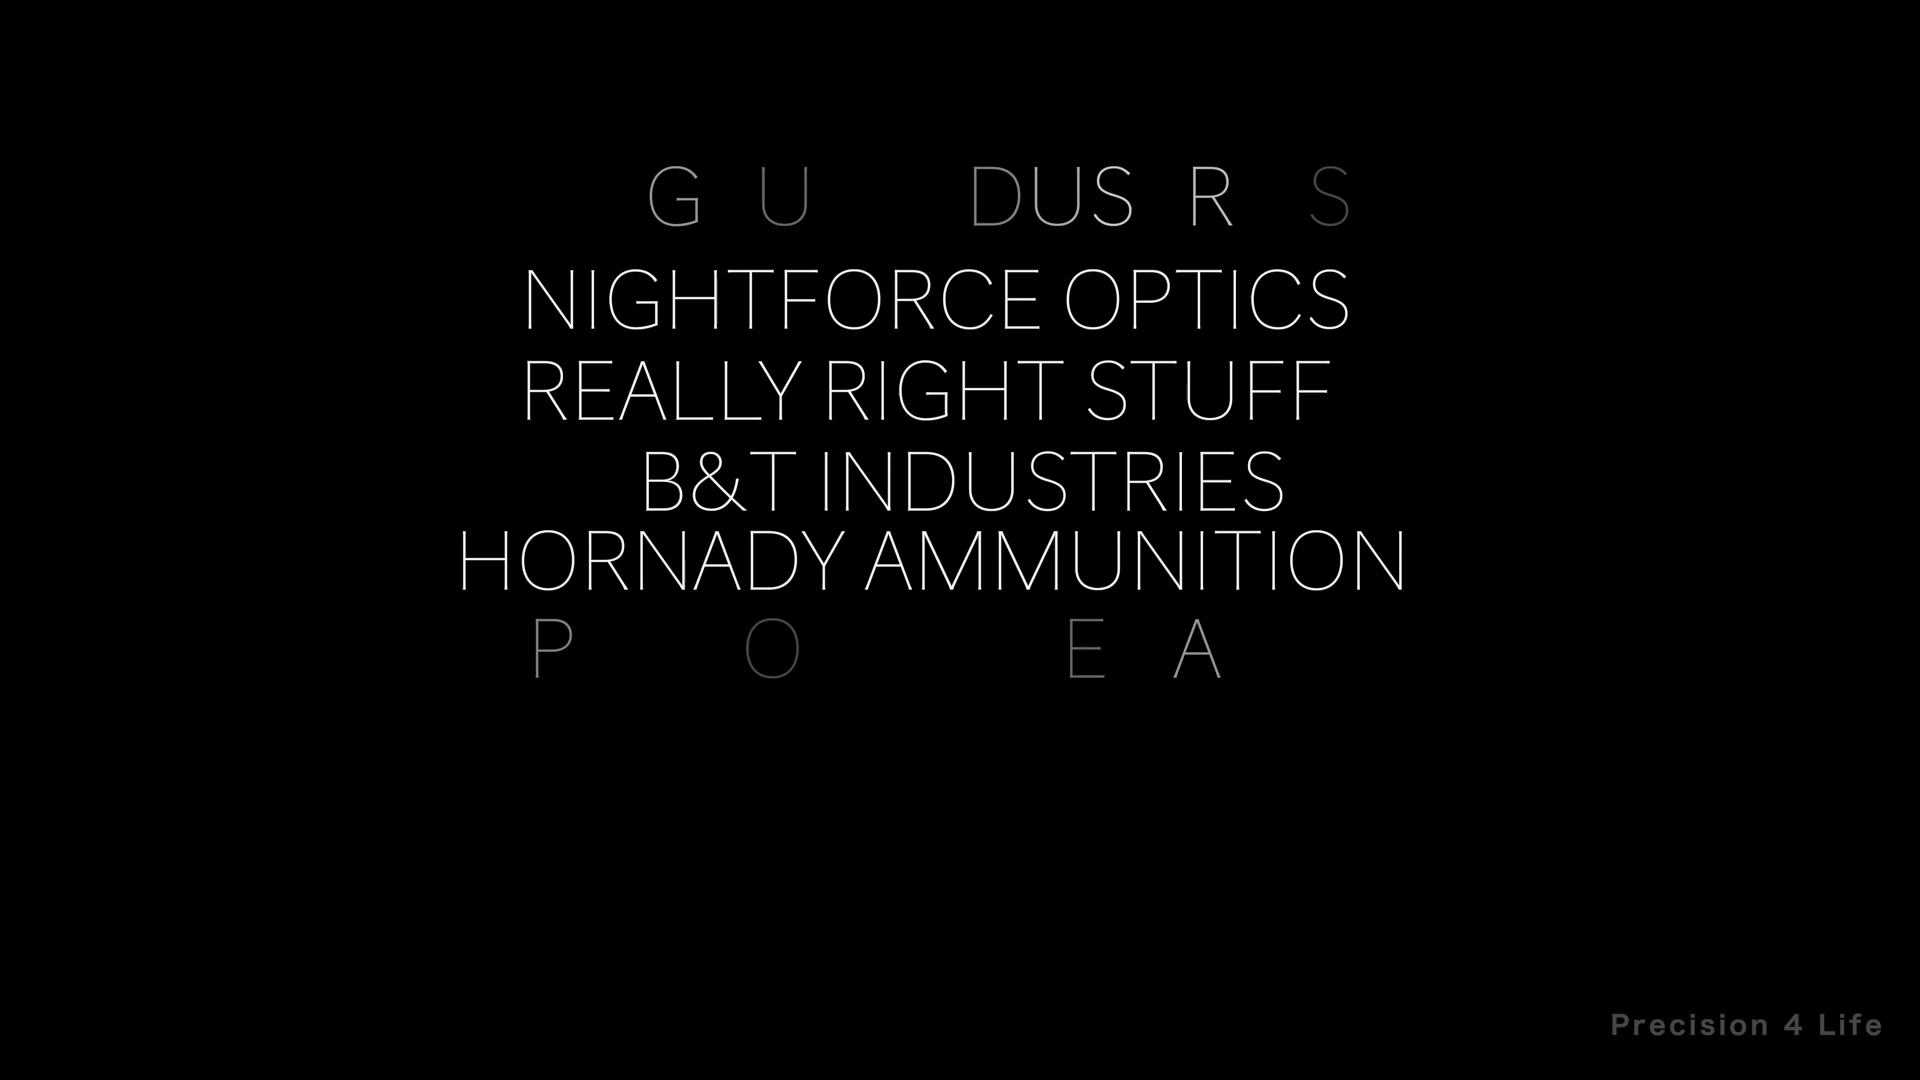 G U DUS R S
NIGHTFORCE OPTICS
REALLY RIGHT STUFF
B&T INDUSTRIES
HORNADY AMMUNITION
P O E A
Precision 4 Life